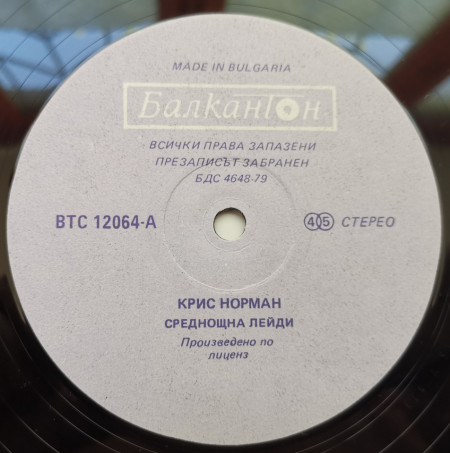 MADE IN BULGARIA
БалканТон
ВСИЧКИ ПРАВА ЗАПАЗЕНИ
ПРЕЗАПИСЪТ ЗАБРАНЕН
БДС 4648-79
ВТС 12064-А
45 СТЕРЕО
КРИС НОРМАН
СРЕДНОЩНА ЛЕЙДИ
Произведено по
лиценз